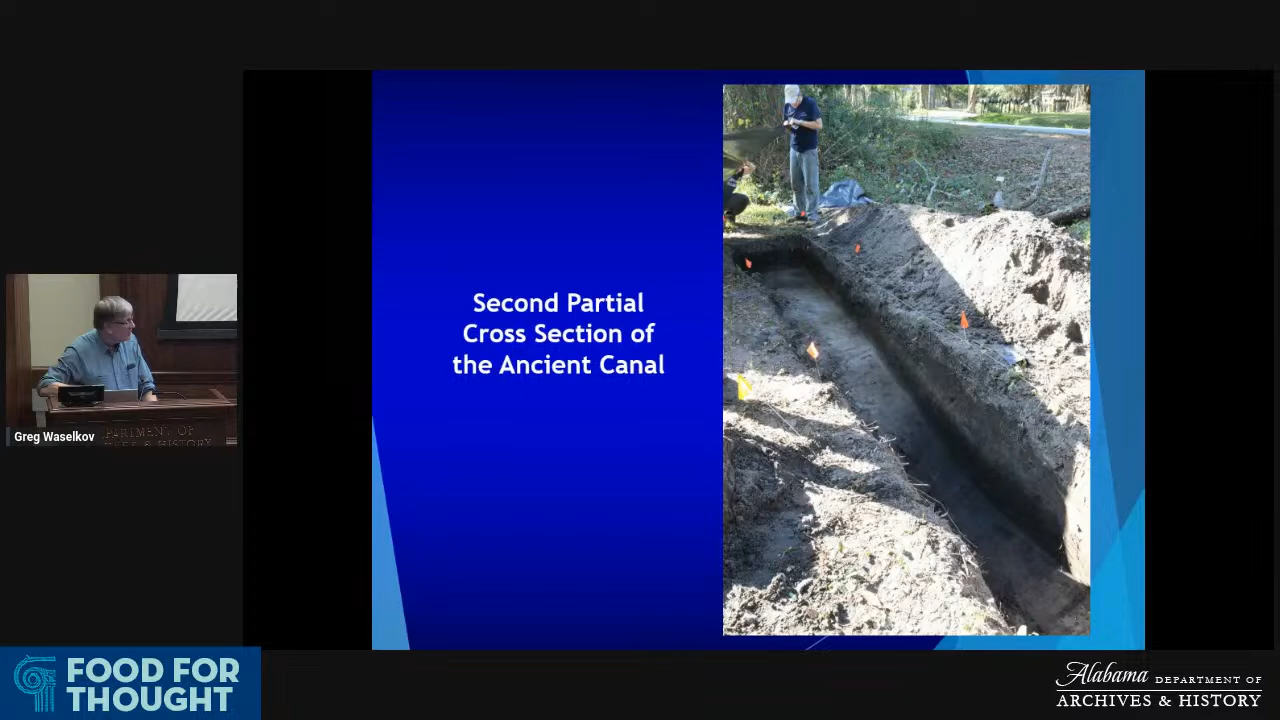 Second Partial
Cross Section of
the Ancient Canal
Greg Waselkov
FOOD FOR
THOUGHT
Alabama DEPARTMENT OF
ARCHIVES & HISTORY